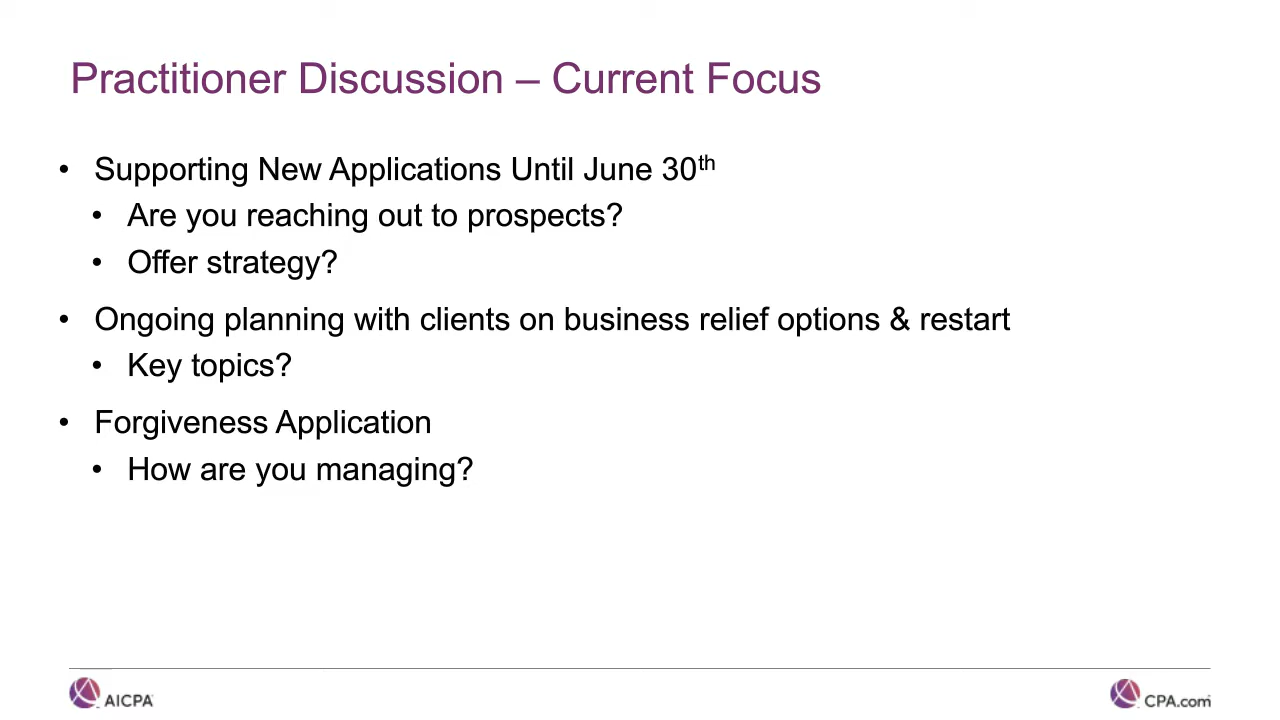 Practitioner Discussion – Current Focus
• Supporting New Applications Until June 30th
• Are you reaching out to prospects?
• Offer strategy?
• Ongoing planning with clients on business relief options & restart
• Key topics?
• Forgiveness Application
• How are you managing?
AICPA
CPA.com